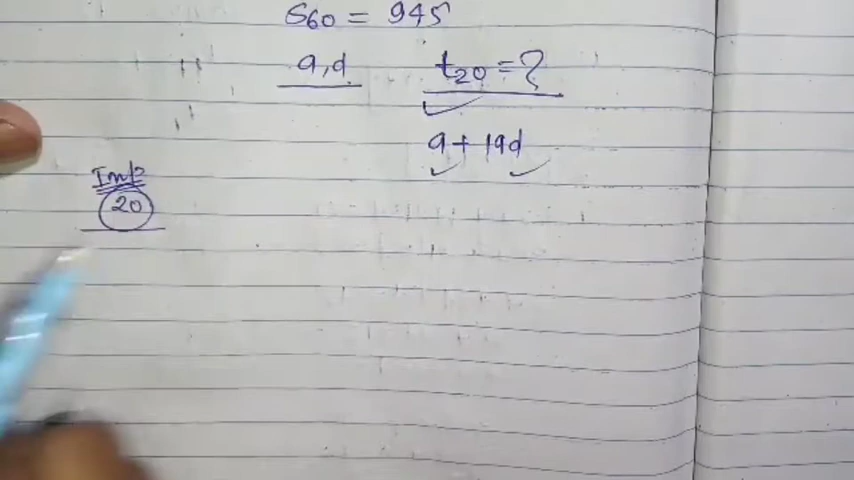 S60 = 945
a,d t20 = ?
a + 19d
Imp
20